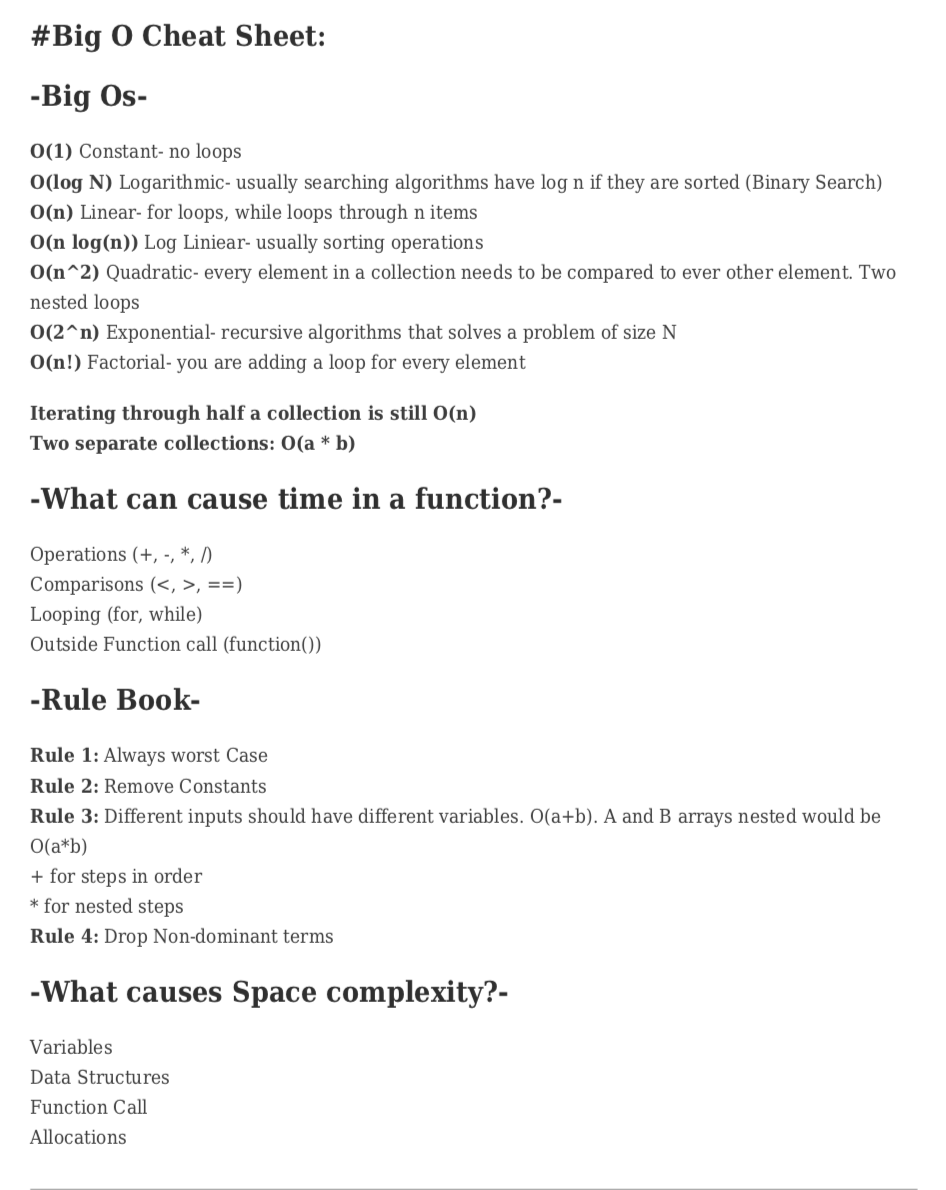 #Big O Cheat Sheet:
-Big Os-
O(1) Constant- no loops
O(log N) Logarithmic- usually searching algorithms have log n if they are sorted (Binary Search)
O(n) Linear- for loops, while loops through n items
O(n log(n)) Log Liniear- usually sorting operations
O(n^2) Quadratic- every element in a collection needs to be compared to ever other element. Two
nested loops
O(2^n) Exponential- recursive algorithms that solves a problem of size N
O(n!) Factorial- you are adding a loop for every element
Iterating through half a collection is still O(n)
Two separate collections: O(a * b)
-What can cause time in a function?-
Operations (+, -, *, /)
Comparisons (<, >, ==)
Looping (for, while)
Outside Function call (function())
-Rule Book-
Rule 1: Always worst Case
Rule 2: Remove Constants
Rule 3: Different inputs should have different variables. O(a+b). A and B arrays nested would be
O(a*b)
+ for steps in order
* for nested steps
Rule 4: Drop Non-dominant terms
-What causes Space complexity?-
Variables
Data Structures
Function Call
Allocations